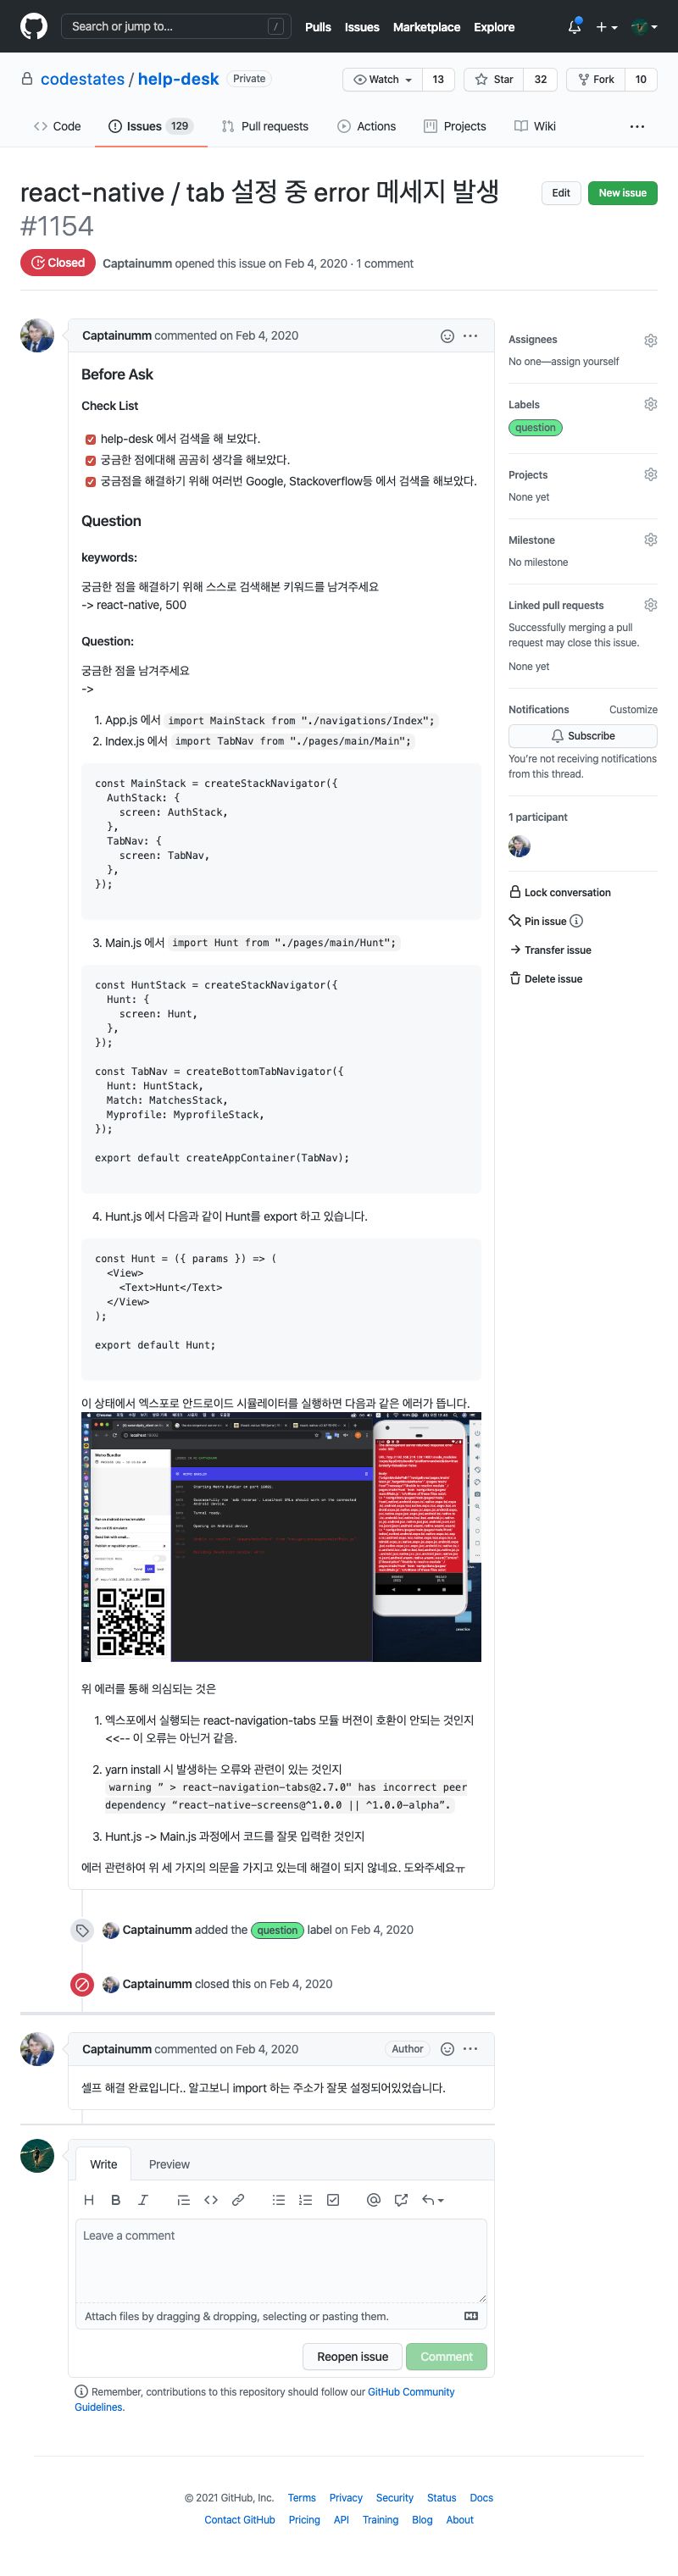 Search or jump to...
/
Pulls Issues Marketplace Explore
codestates / help-desk Private
Watch 13 Star 32 Fork 10
Code Issues 129 Pull requests Actions Projects Wiki
react-native / tab 설정 중 error 메세지 발생
#1154
Edit New issue
Closed Captainumm opened this issue on Feb 4, 2020 · 1 comment
Captainumm commented on Feb 4, 2020
Before Ask
Check List
help-desk 에서 검색을 해 보았다.
궁금한 점에대해 곰곰히 생각을 해보았다.
궁금점을 해결하기 위해 여러번 Google, Stackoverflow등 에서 검색을 해보았다.
Question
keywords:
궁금한 점을 해결하기 위해 스스로 검색해본 키워드를 남겨주세요
-> react-native, 500
Question:
궁금한 점을 남겨주세요
->
1. App.js 에서 import MainStack from "./navigations/Index";
2. Index.js 에서 import TabNav from "./pages/main/Main";
const MainStack = createStackNavigator({
AuthStack: {
screen: AuthStack,
},
TabNav: {
screen: TabNav,
},
});
3. Main.js 에서 import Hunt from "./pages/main/Hunt";
const HuntStack = createStackNavigator({
Hunt: {
screen: Hunt,
},
});
const TabNav = createBottomTabNavigator({
Hunt: HuntStack,
Match: MatchesStack,
Myprofile: MyprofileStack,
});
export default createAppContainer(TabNav);
4. Hunt.js 에서 다음과 같이 Hunt를 export 하고 있습니다.
const Hunt = ({ params }) => (
<View>
<Text>Hunt</Text>
</View>
);
export default Hunt;
이 상태에서 엑스포로 안드로이드 시뮬레이터를 실행하면 다음과 같은 에러가 뜹니다.
Metro Bundler
위 에러를 통해 의심되는 것은
1. 엑스포에서 실행되는 react-navigation-tabs 모듈 버젼이 호환이 안되는 것인지
<<-- 이 오류는 아닌거 같음.
2. yarn install 시 발생하는 오류와 관련이 있는 것인지
warning ” > react-navigation-tabs@2.7.0" has incorrect peer
dependency “react-native-screens@^1.0.0 || ^1.0.0-alpha”.
3. Hunt.js -> Main.js 과정에서 코드를 잘못 입력한 것인지
에러 관련하여 위 세 가지의 의문을 가지고 있는데 해결이 되지 않네요. 도와주세요ㅠ
Captainumm added the question label on Feb 4, 2020
Captainumm closed this on Feb 4, 2020
Captainumm commented on Feb 4, 2020 Author
셀프 해결 완료입니다.. 알고보니 import 하는 주소가 잘못 설정되어있었습니다.
Write Preview
Leave a comment
Attach files by dragging & dropping, selecting or pasting them.
Reopen issue Comment
Remember, contributions to this repository should follow our GitHub Community
Guidelines.
Assignees
No one—assign yourself
Labels
question
Projects
None yet
Milestone
No milestone
Linked pull requests
Successfully merging a pull
request may close this issue.
None yet
Notifications Customize
Subscribe
You're not receiving notifications
from this thread.
1 participant
Lock conversation
Pin issue
Transfer issue
Delete issue
© 2021 GitHub, Inc. Terms Privacy Security Status Docs
Contact GitHub Pricing API Training Blog About